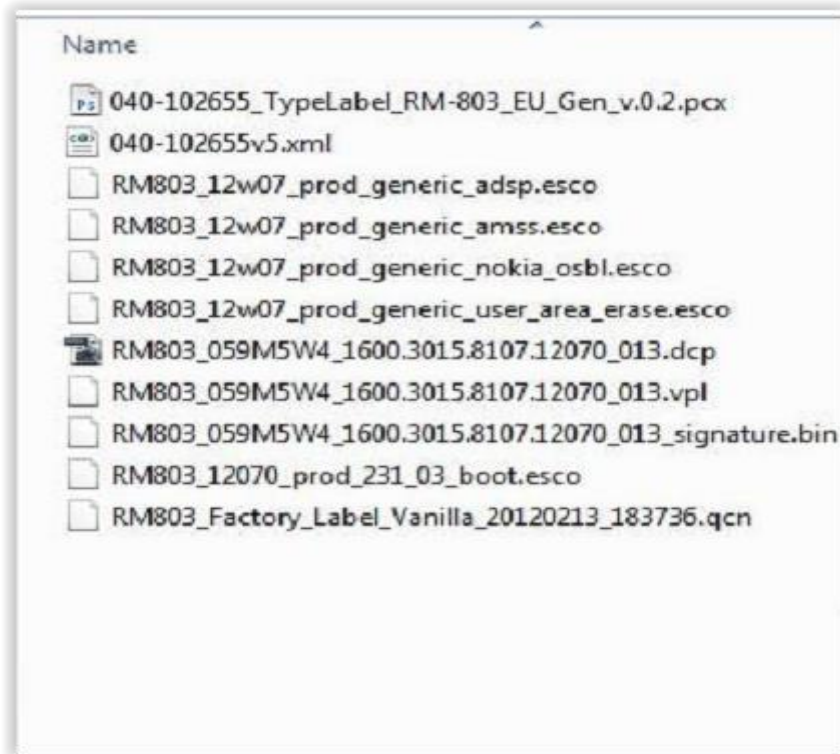 Name
040-102655_TypeLabel_RM-803_EU_Gen_v.0.2.pcx
040-102655v5.xml
RM803_12w07_prod_generic_adsp.esco
RM803_12w07_prod_generic_amss.esco
RM803_12w07_prod_generic_nokia_osbl.esco
RM803_12w07_prod_generic_user_area_erase.esco
RM803_059M5W4_1600.3015.8107.12070_013.dcp
RM803_059M5W4_1600.3015.8107.12070_013.vpl
RM803_059M5W4_1600.3015.8107.12070_013_signature.bin
RM803_12070_prod_231_03_boot.esco
RM803_Factory_Label_Vanilla_20120213_183736.qcn